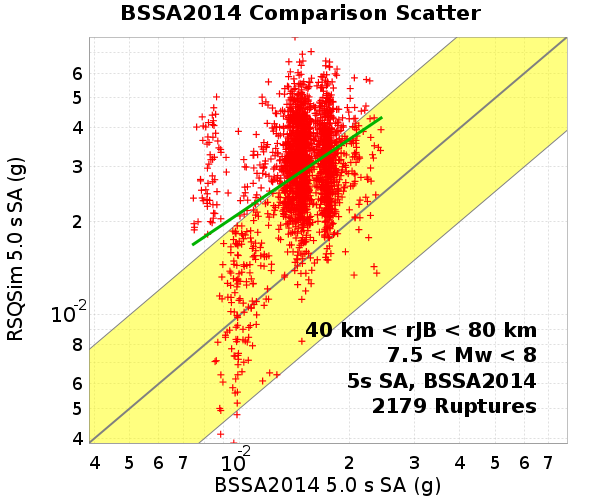 BSSA2014 Comparison Scatter
RSQSim 5.0 s SA (g)
6
5
4
3
2
10-2
8
6
5
4
40 km < rJB < 80 km
7.5 < Mw < 8
5s SA, BSSA2014
2179 Ruptures
4 5 6 7 10-2 2 3 4 5 6 7
BSSA2014 5.0 s SA (g)